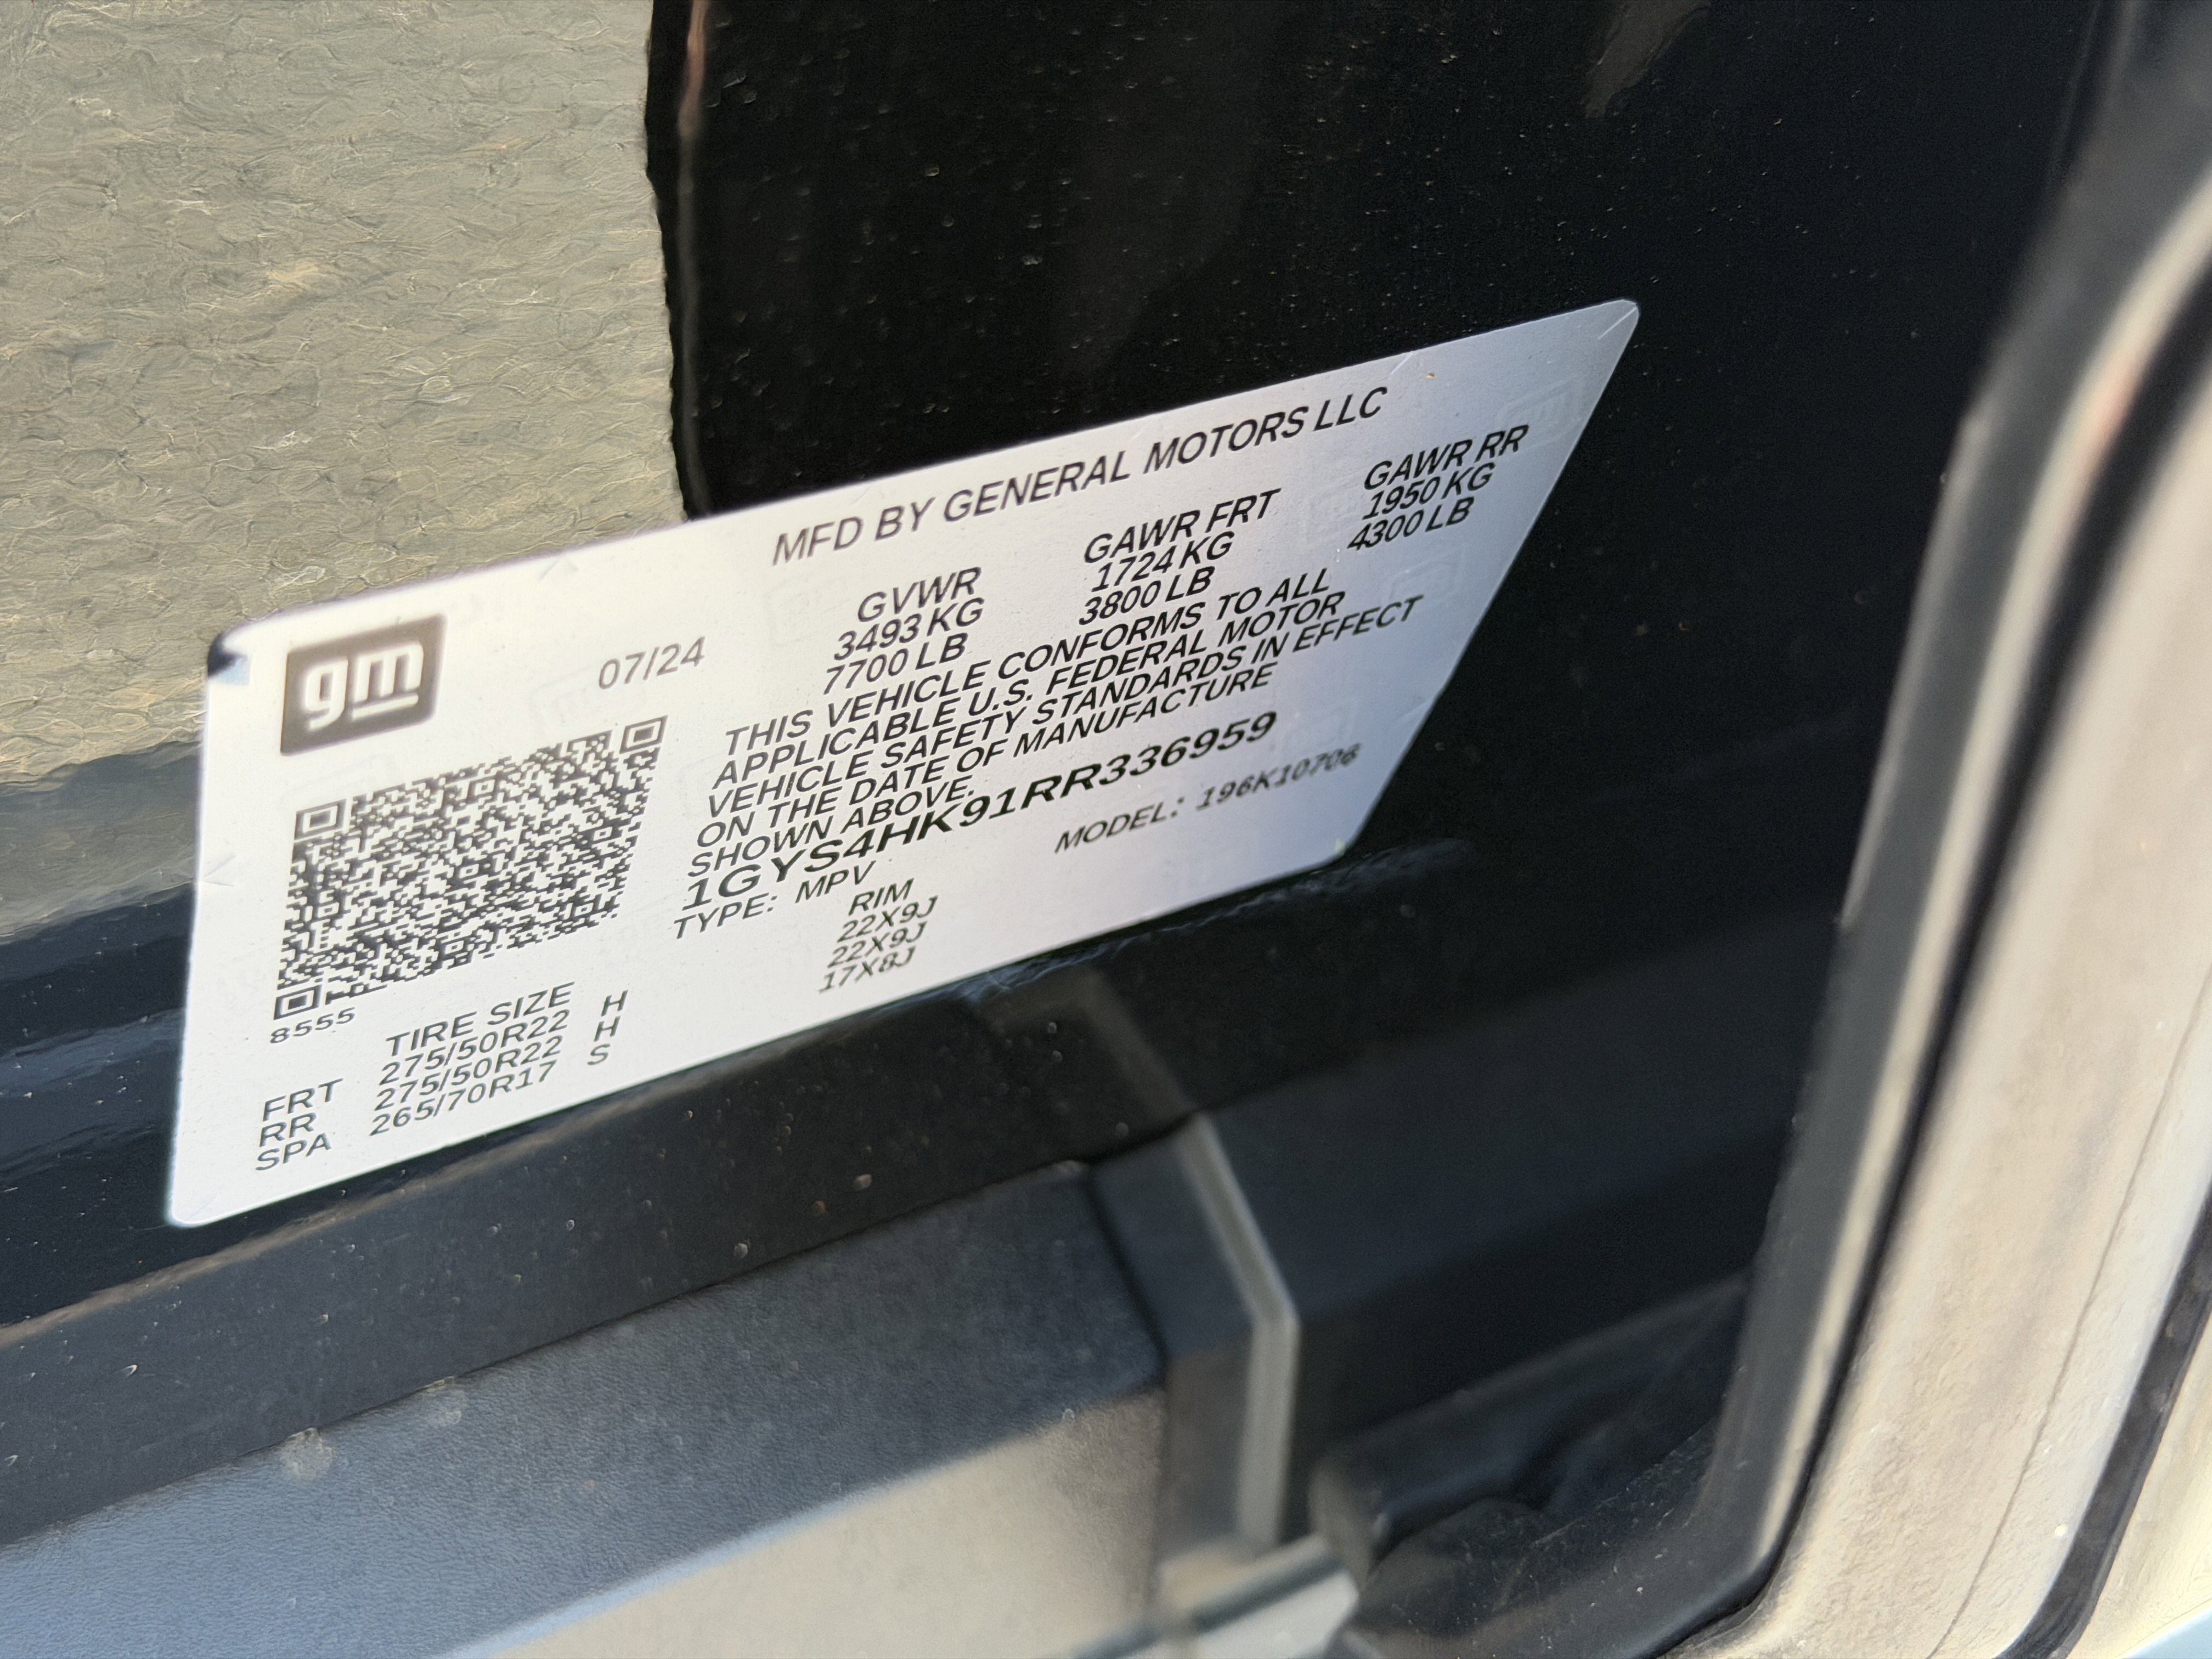 gm
07/24
MFD BY GENERAL MOTORS LLC
GVWR GAWR FRT GAWR RR
3493 KG 1724 KG 1950 KG
7700 LB 3800 LB 4300 LB
THIS VEHICLE CONFORMS TO ALL
APPLICABLE U.S. FEDERAL MOTOR
VEHICLE SAFETY STANDARDS IN EFFECT
ON THE DATE OF MANUFACTURE
SHOWN ABOVE.
1GYS4HK91RR336959
TYPE: MPV MODEL: 196K10706
8555
TIRE SIZE RIM
FRT 275/50R22 H 22X9J
RR 275/50R22 H 22X9J
SPA 265/70R17 S 17X8J